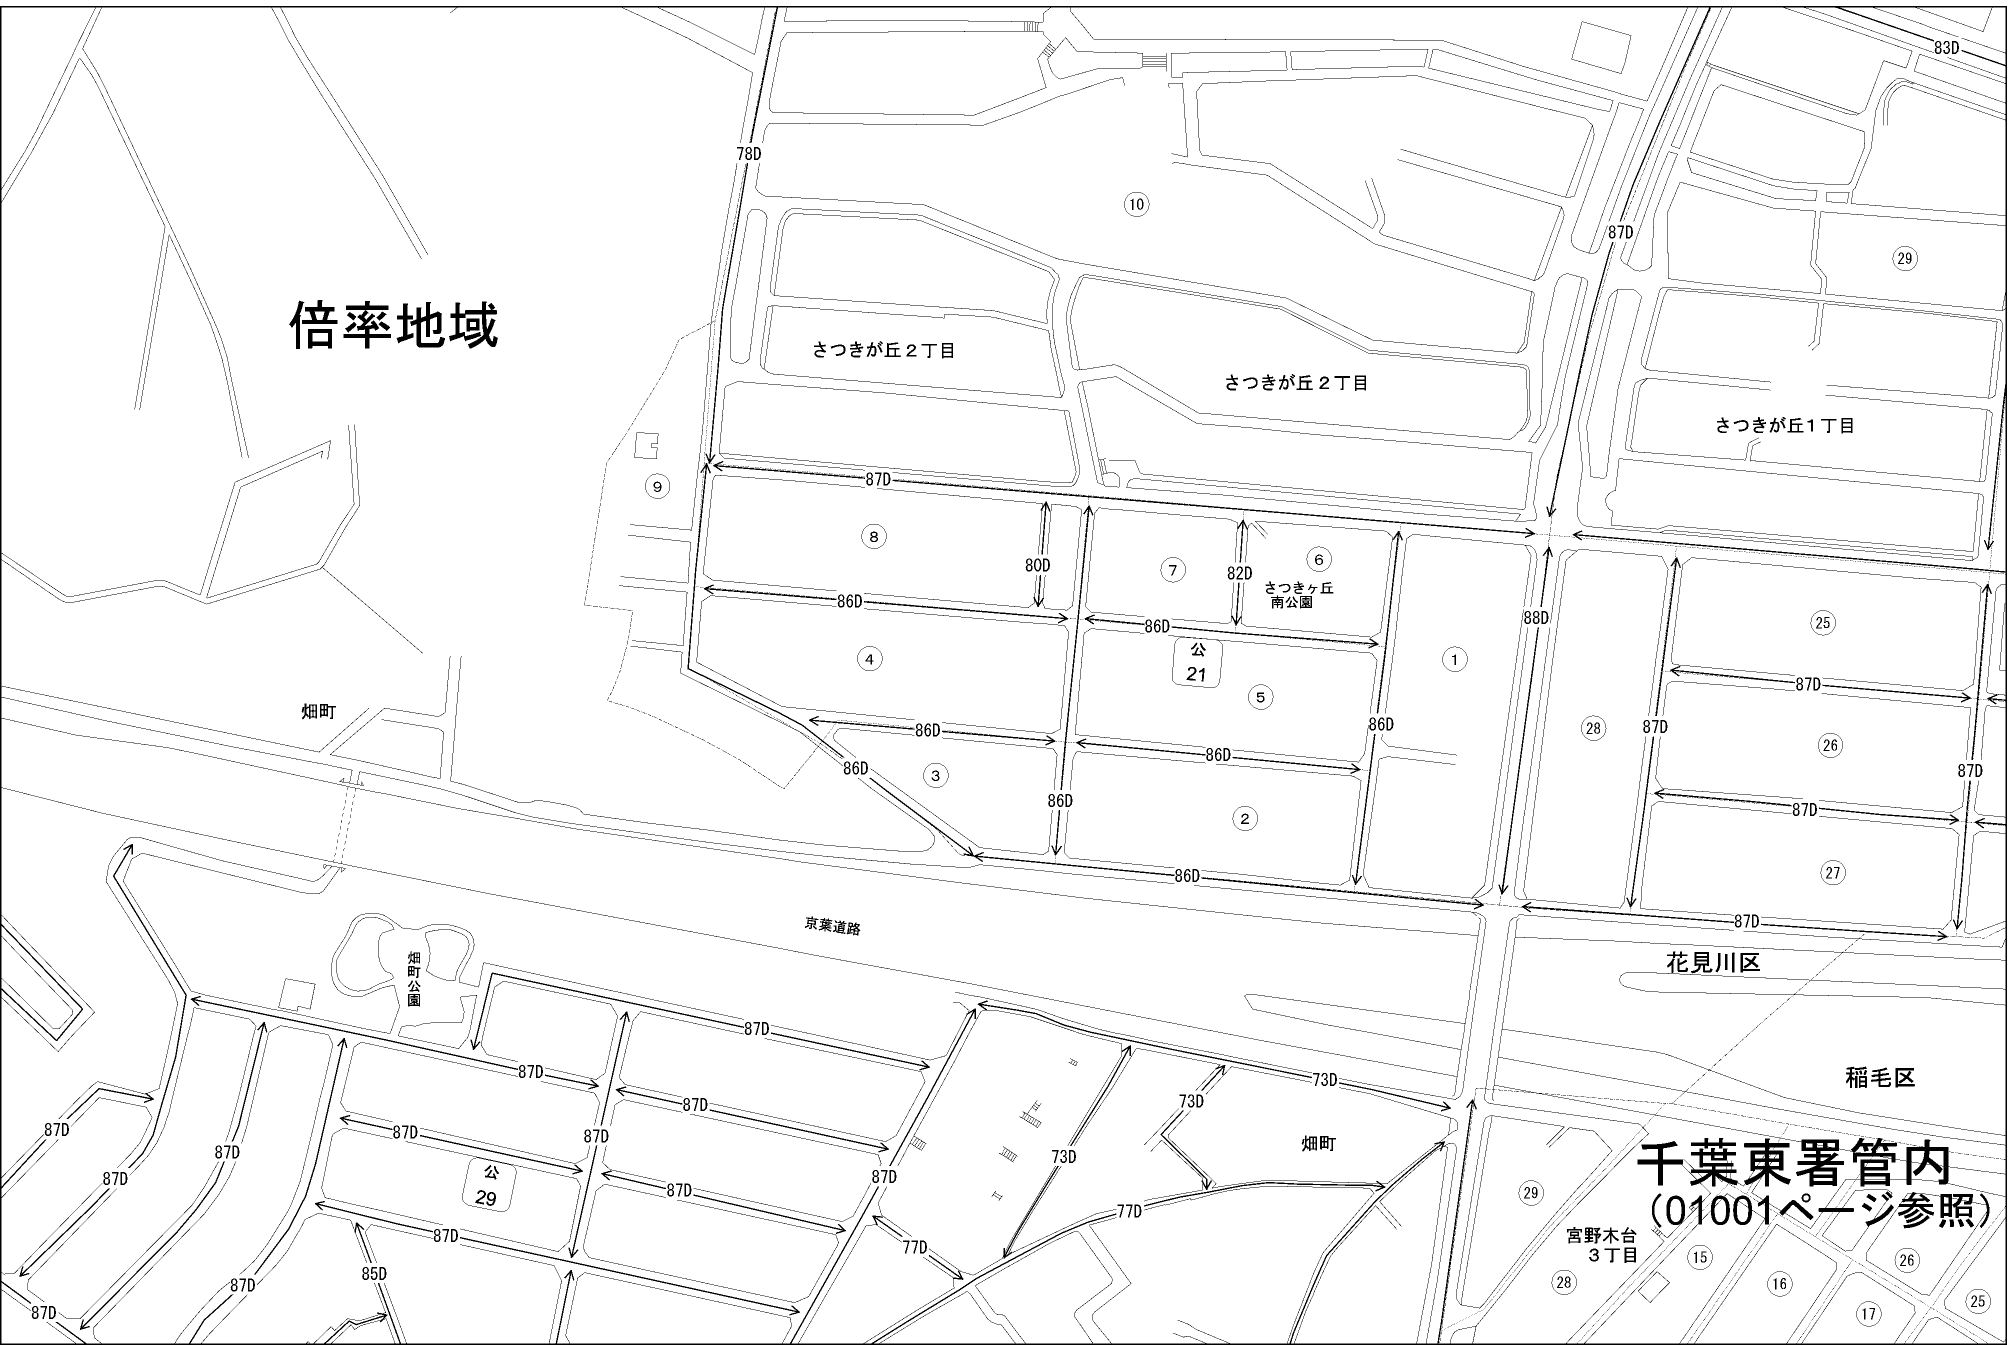 83D
78D
10
87D
29
倍率地域
さつきが丘２丁目
さつきが丘２丁目
さつきが丘１丁目
87D
9
8
80D
7
82D
6
さつきヶ丘
南公園
86D
86D
88D
25
4
公
21
1
5
87D
畑町
86D
86D
86D
28
87D
26
86D
3
87D
86D
2
87D
27
86D
87D
京葉道路
花見川区
畑町公園
87D
87D
稲毛区
73D
73D
87D
87D
87D
87D
87D
畑町
千葉東署管内
(01001ページ参照)
73D
87D
87D
公
29
87D
87D
29
77D
87D
77D
宮野木台
３丁目
15
26
85D
87D
28
16
25
87D
17